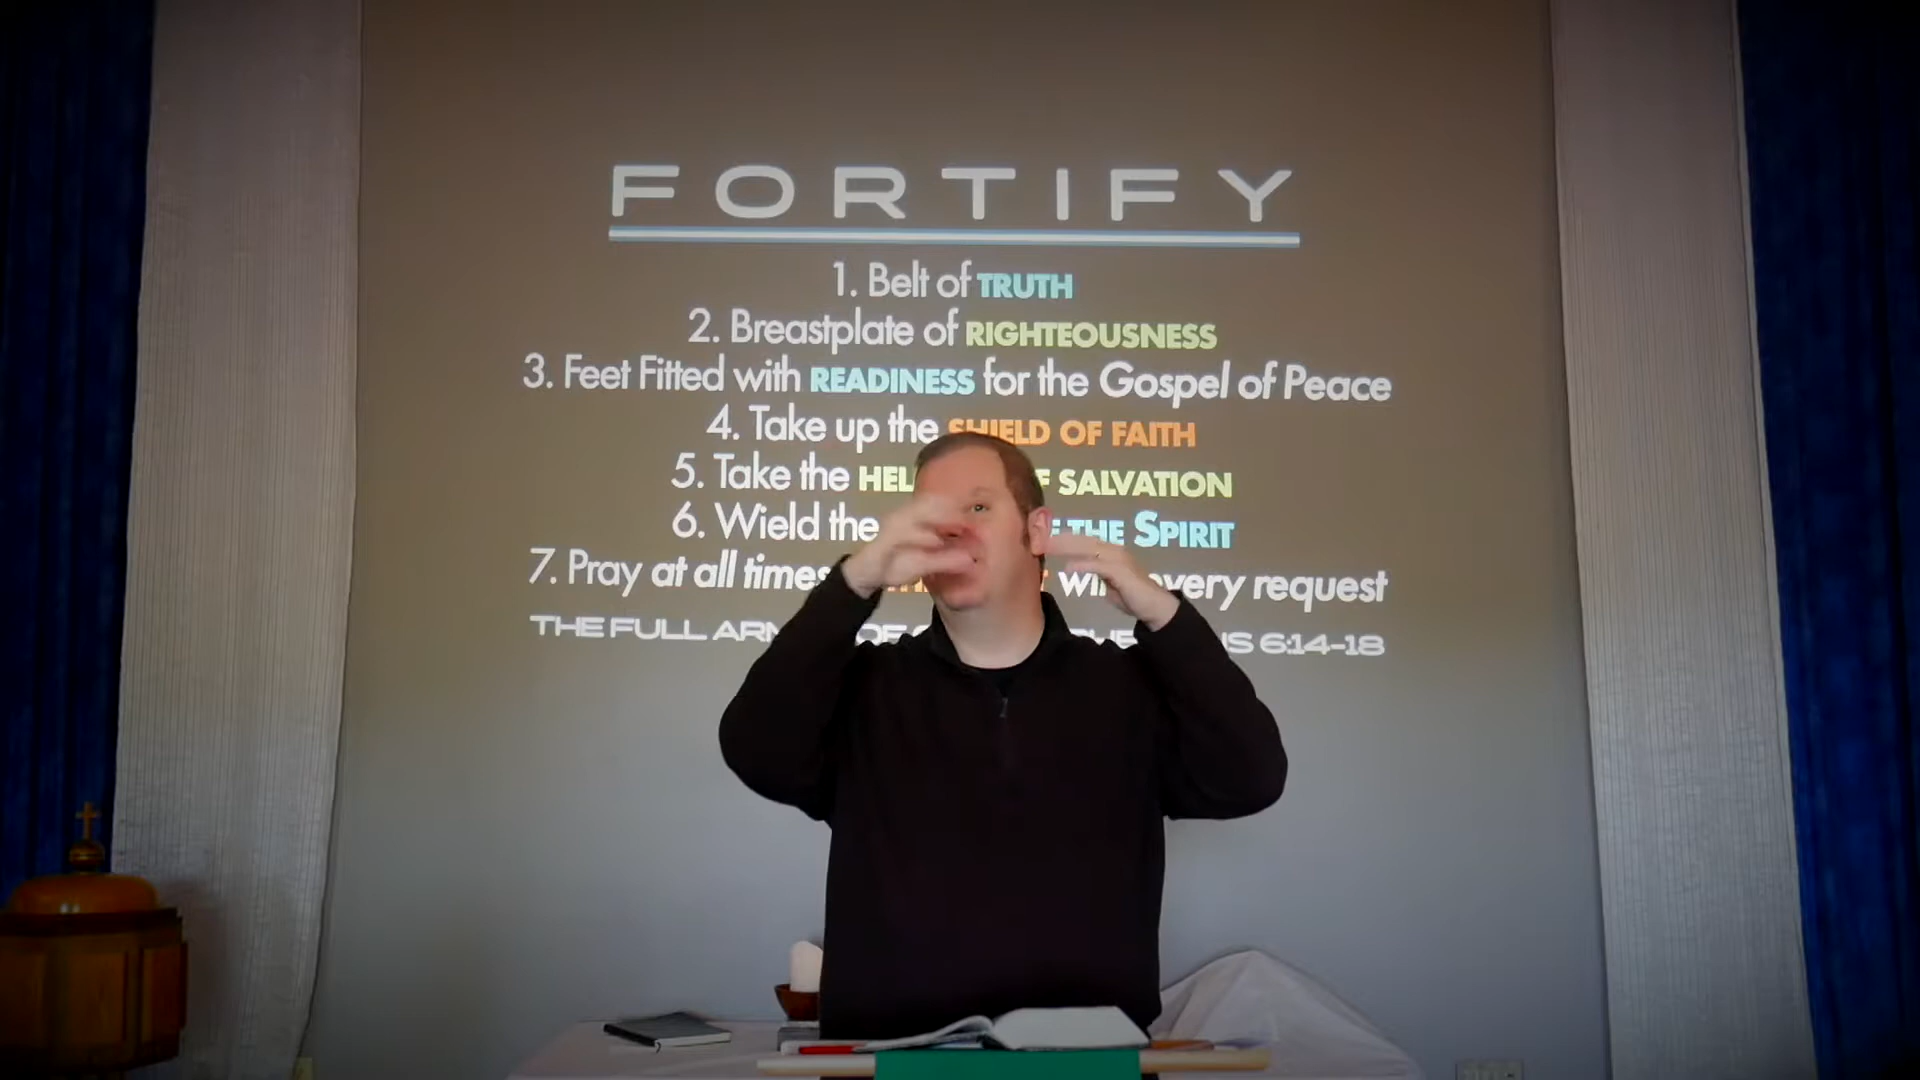 FORTIFY
1. Belt of TRUTH
2. Breastplate of RIGHTEOUSNESS
3. Feet Fitted with READINESS for the Gospel of Peace
4. Take up the SHIELD OF FAITH
5. Take the SALVATION
6. Wield the THE SPIRIT
7. Pray at all times every request
THE FULL 6:14-18